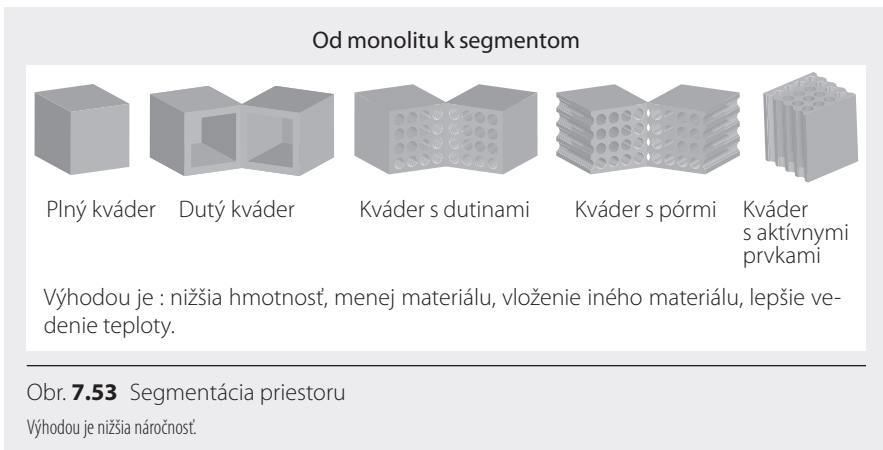 Od monolitu k segmentom
Plný kváder Dutý kváder Kváder s dutinami Kváder s pórmi Kváder
s aktívnymi
prvkami
Výhodou je : nižšia hmotnosť, menej materiálu, vloženie iného materiálu, lepšie ve-
denie teploty.
Obr. 7.53 Segmentácia priestoru
Výhodou je nižšia náročnosť.